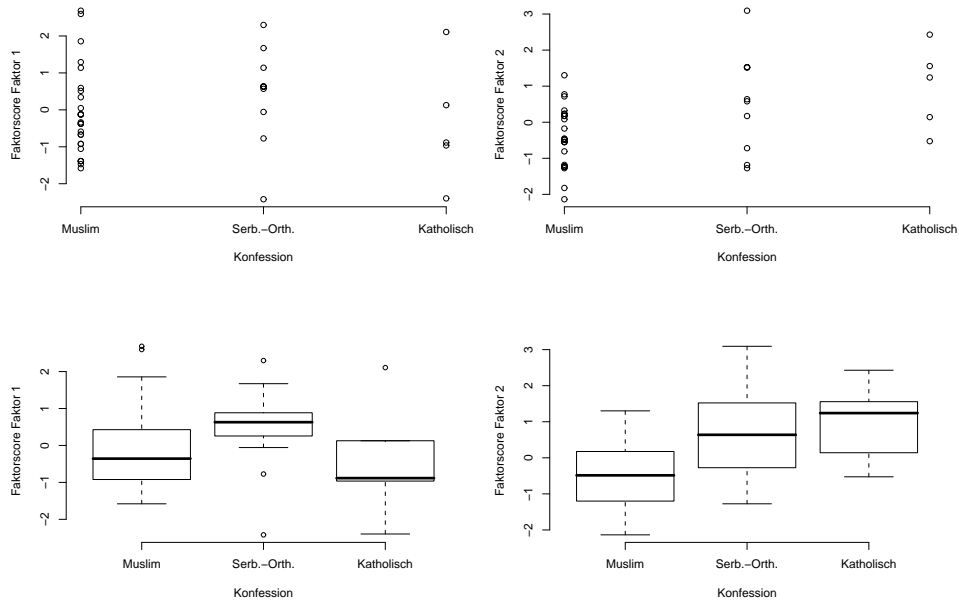 Faktorscore Faktor 1
2
1
0
−1
−2
Muslim Serb.−Orth. Katholisch
Konfession
Faktorscore Faktor 2
3
2
1
0
−1
−2
Muslim Serb.−Orth. Katholisch
Konfession
Faktorscore Faktor 1
2
1
0
−1
−2
Muslim Serb.−Orth. Katholisch
Konfession
Faktorscore Faktor 2
3
2
1
0
−1
−2
Muslim Serb.−Orth. Katholisch
Konfession